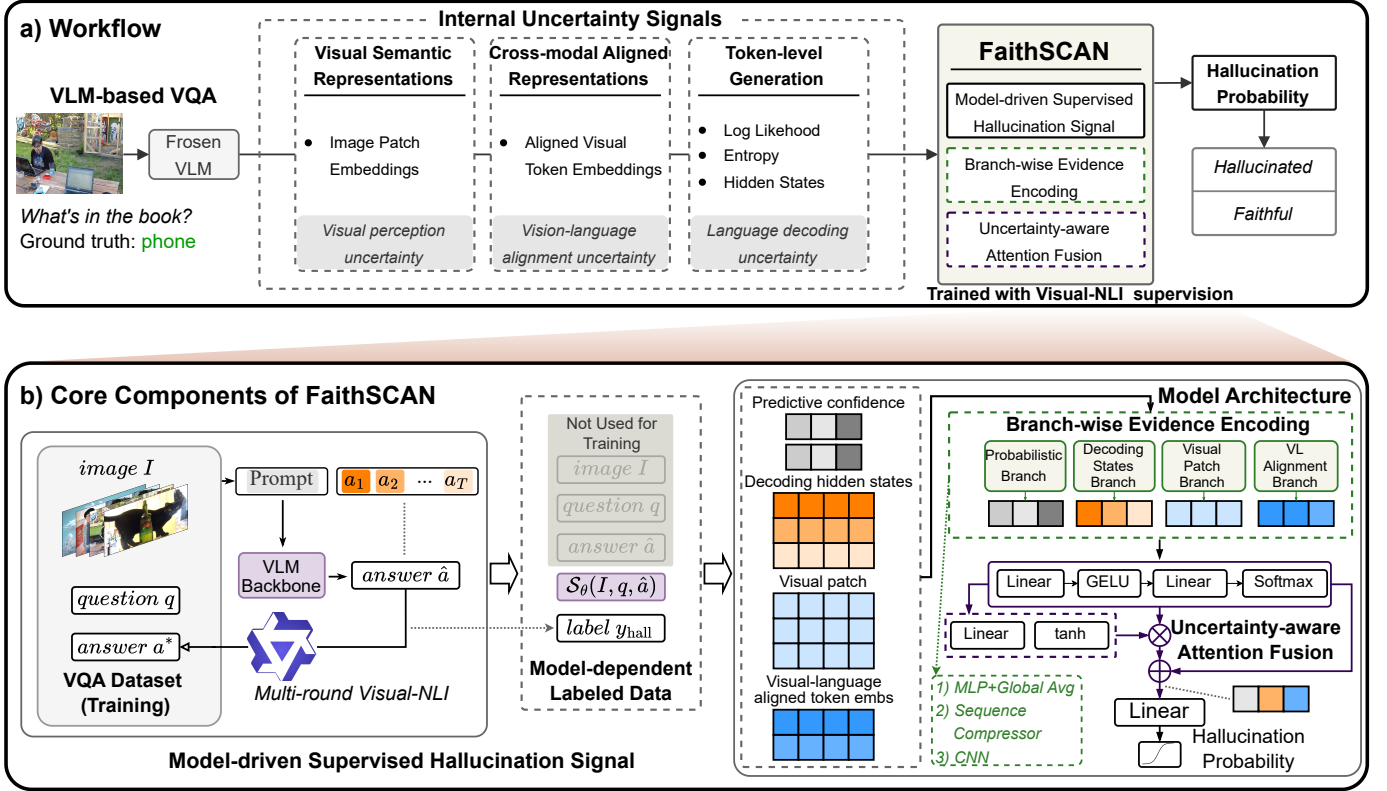 a) Workflow
Internal Uncertainty Signals
VLM-based VQA
Frozen
VLM
What's in the book?
Ground truth: phone
Visual Semantic
Representations
Image Patch
Embeddings
Visual perception
uncertainty
Cross-modal Aligned
Representations
Aligned Visual
Token Embeddings
Vision-language
alignment uncertainty
Token-level
Generation
Log Likehood
Entropy
Hidden States
Language decoding
uncertainty
FaithSCAN
Model-driven Supervised
Hallucination Signal
Branch-wise Evidence
Encoding
Uncertainty-aware
Attention Fusion
Trained with Visual-NLI supervision
Hallucination
Probability
Hallucinated
Faithful
b) Core Components of FaithSCAN
image I
question q
answer a*
VQA Dataset
(Training)
Prompt
a1 a2 ... aT
VLM
Backbone
answer â
Multi-round Visual-NLI
Model-driven Supervised Hallucination Signal
Not Used for
Training
image I
question q
answer â
Sθ(I, q, â)
label yhall
Model-dependent
Labeled Data
Predictive confidence
Decoding hidden states
Visual patch
Visual-language
aligned token embs
Model Architecture
Branch-wise Evidence Encoding
Probabilistic
Branch
Decoding
States
Branch
Visual
Patch
Branch
VL
Alignment
Branch
Linear GELU Linear Softmax
Linear tanh
Uncertainty-aware
Attention Fusion
1) MLP+Global Avg
2) Sequence
Compressor
3) CNN
Linear
Hallucination
Probability